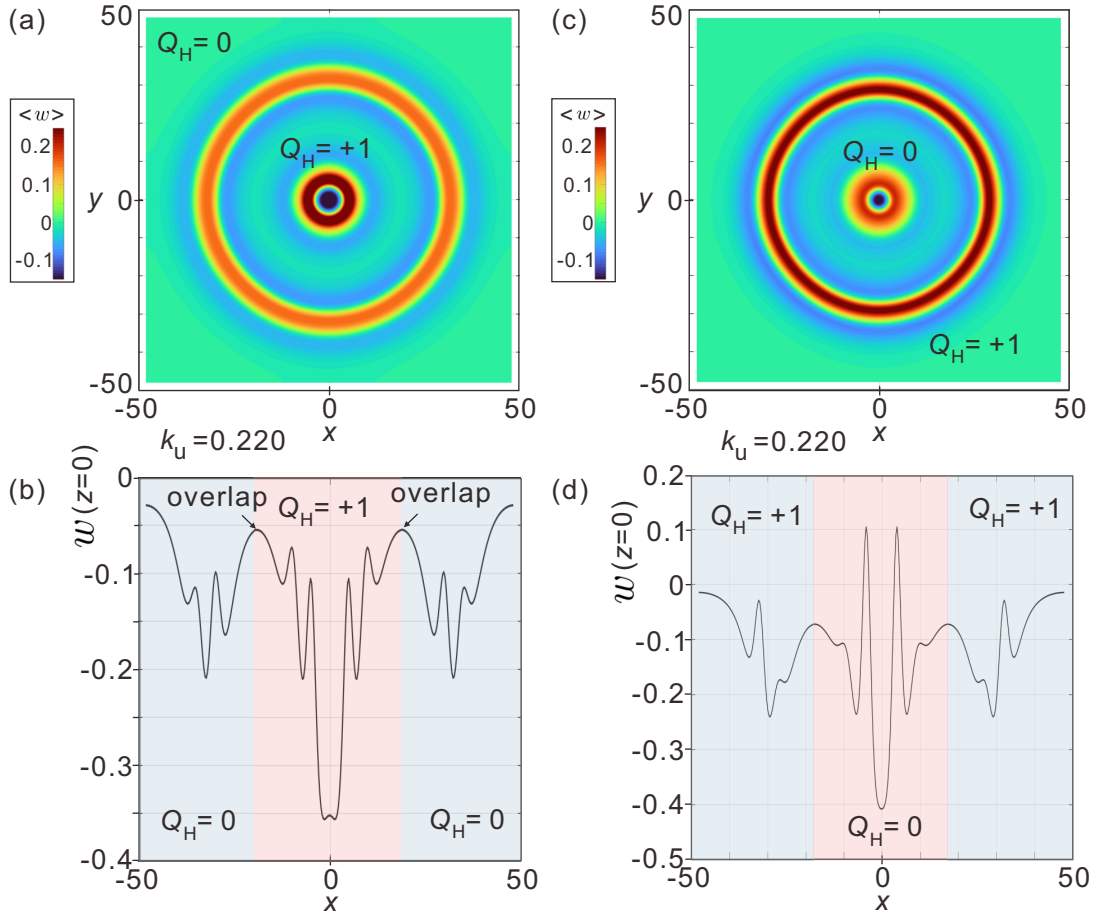 (a)
50
Q_H = 0
Q_H = +1
<w>
0.2
0.1
0
-0.1
y
0
-50
-50
0
50
x
k_u = 0.220
(c)
50
Q_H = 0
Q_H = +1
<w>
0.2
0.1
0
-0.1
y
0
-50
-50
0
50
x
k_u = 0.220
(b)
w(z=0)
0
-0.1
-0.2
-0.3
-0.4
overlap
Q_H = +1
overlap
Q_H = 0
Q_H = 0
-50
0
50
x
(d)
w(z=0)
0.2
0.1
0
-0.1
-0.2
-0.3
-0.4
-0.5
Q_H = +1
Q_H = +1
Q_H = 0
-50
0
50
x